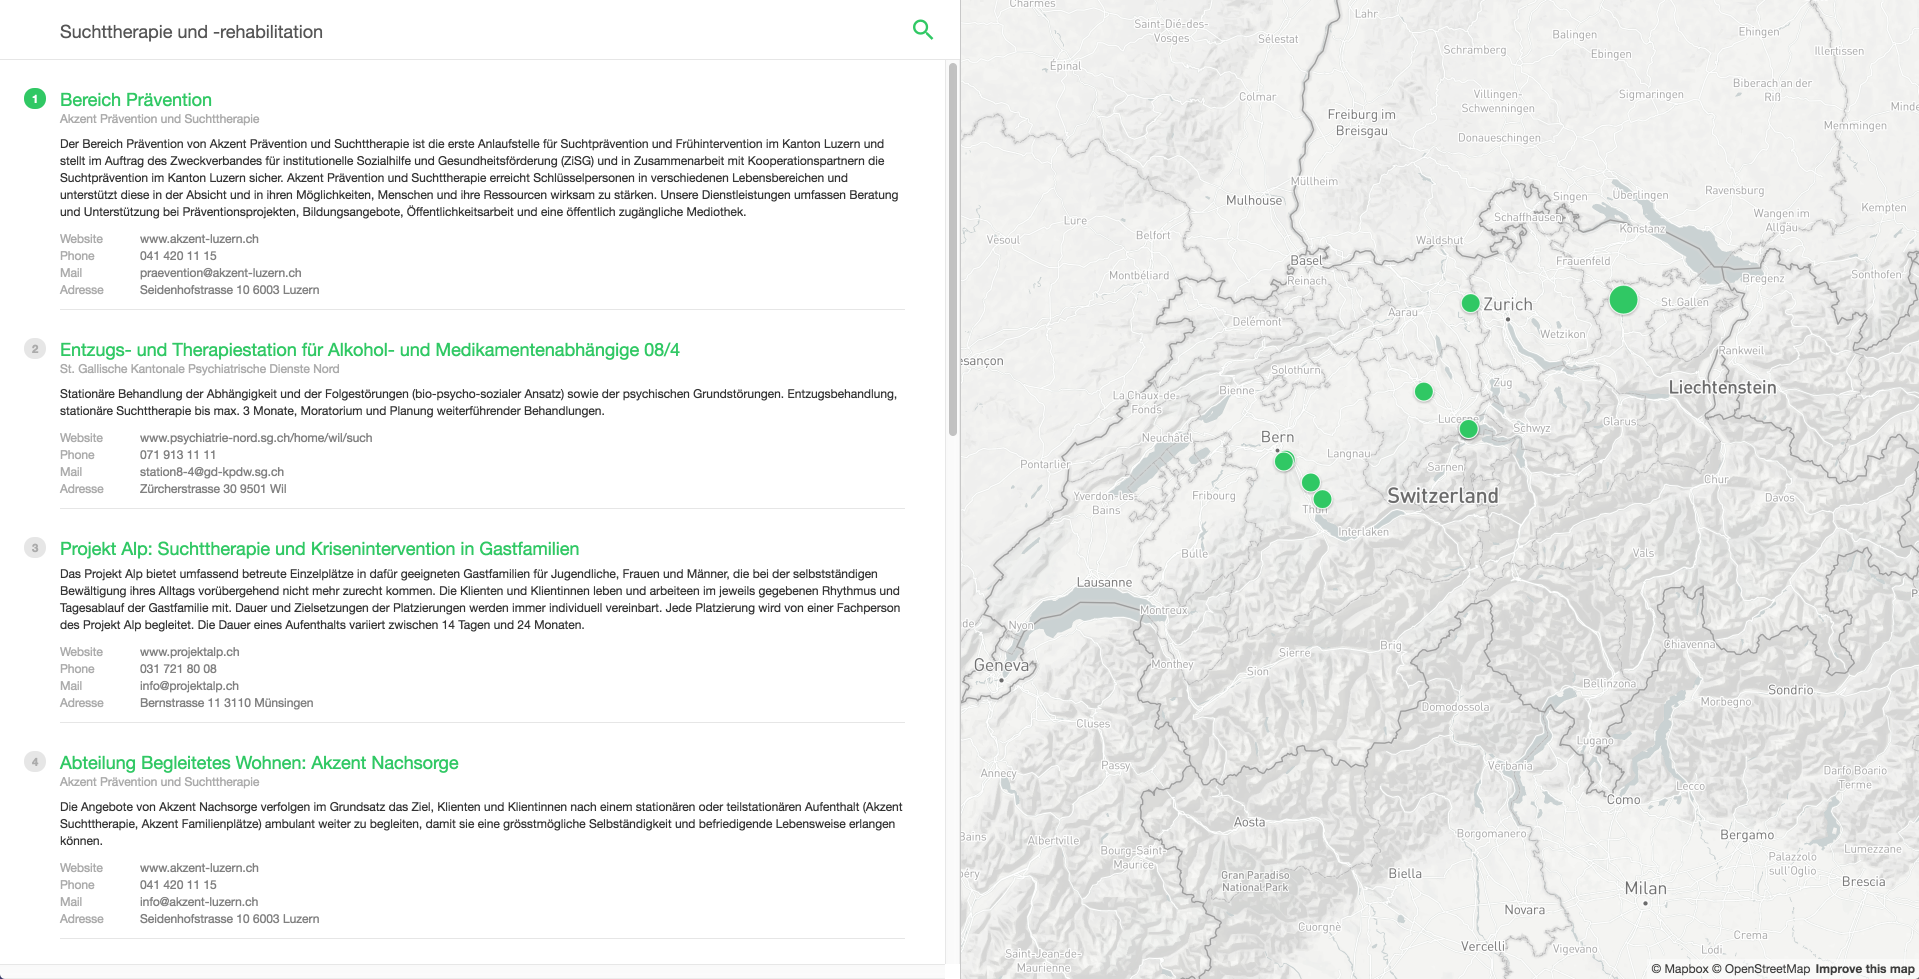 Suchttherapie und -rehabilitation
1
Bereich Prävention
Akzent Prävention und Suchttherapie
Der Bereich Prävention von Akzent Prävention und Suchttherapie ist die erste Anlaufstelle für Suchtprävention und Frühintervention im Kanton Luzern und
stellt im Auftrag des Zweckverbandes für institutionelle Sozialhilfe und Gesundheitsförderung (ZiSG) und in Zusammenarbeit mit Kooperationspartnern die
Suchtprävention im Kanton Luzern sicher. Akzent Prävention und Suchttherapie erreicht Schlüsselpersonen in verschiedenen Lebensbereichen und
unterstützt diese in der Absicht und in ihren Möglichkeiten, Menschen und ihre Ressourcen wirksam zu stärken. Unsere Dienstleistungen umfassen Beratung
und Unterstützung bei Präventionsprojekten, Bildungsangebote, Öffentlichkeitsarbeit und eine öffentlich zugängliche Mediothek.
Website www.akzent-luzern.ch
Phone 041 420 11 15
Mail praevention@akzent-luzern.ch
Adresse Seidenhofstrasse 10 6003 Luzern
2
Entzugs- und Therapiestation für Alkohol- und Medikamentenabhängige 08/4
St. Gallische Kantonale Psychiatrische Dienste Nord
Stationäre Behandlung der Abhängigkeit und der Folgestörungen (bio-psycho-sozialer Ansatz) sowie der psychischen Grundstörungen. Entzugsbehandlung,
stationäre Suchttherapie bis max. 3 Monate, Moratorium und Planung weiterführender Behandlungen.
Website www.psychiatrie-nord.sg.ch/home/wil/such
Phone 071 913 11 11
Mail station8-4@gd-kpdw.sg.ch
Adresse Zürcherstrasse 30 9501 Wil
3
Projekt Alp: Suchttherapie und Krisenintervention in Gastfamilien
Das Projekt Alp bietet umfassend betreute Einzelplätze in dafür geeigneten Gastfamilien für Jugendliche, Frauen und Männer, die bei der selbstständigen
Bewältigung ihres Alltags vorübergehend nicht mehr zurecht kommen. Die Klienten und Klientinnen leben und arbeiteen im jeweils gegebenen Rhythmus und
Tagesablauf der Gastfamilie mit. Dauer und Zielsetzungen der Platzierungen werden immer individuell vereinbart. Jede Platzierung wird von einer Fachperson
des Projekt Alp begleitet. Die Dauer eines Aufenthalts variiert zwischen 14 Tagen und 24 Monaten.
Website www.projektalp.ch
Phone 031 721 80 08
Mail info@projektalp.ch
Adresse Bernstrasse 11 3110 Münsingen
4
Abteilung Begleitetes Wohnen: Akzent Nachsorge
Akzent Prävention und Suchttherapie
Die Angebote von Akzent Nachsorge verfolgen im Grundsatz das Ziel, Klienten und Klientinnen nach einem stationären oder teilstationären Aufenthalt (Akzent
Suchttherapie, Akzent Familienplätze) ambulant weiter zu begleiten, damit sie eine grösstmögliche Selbständigkeit und befriedigende Lebensweise erlangen
können.
Website www.akzent-luzern.ch
Phone 041 420 11 15
Mail info@akzent-luzern.ch
Adresse Seidenhofstrasse 10 6003 Luzern
Charmes
Lahr
Saint-Dié-des-
Vosges
Sélestat
Schramberg
Balingen
Ebingen
Ehingen
Illertissen
Épinal
Colmar
Villingen-
Schwenningen
Sigmaringen
Biberach an der
Riß
Freiburg im
Breisgau
Donaueschingen
Memmingen
Mulhouse
Müllheim
Singen
Überlingen
Ravensburg
Wangen im
Allgäu
Kempten
Lure
Vesoul
Belfort
Schaffhausen
Konstanz
Waldshut
Montbéliard
Basel
Reinach
Frauenfeld
Bregenz
Sonthofen
Zurich
St. Gallen
Delémont
Aarau
Wetzikon
esançon
Solothurn
Rankweil
Bienne
Zug
Liechtenstein
La Chaux-de-
Fonds
Glarus
Schwyz
Neuchâtel
Bern
Langnau
Sarnen
Pontarlier
Yverdon-les-
Bains
Fribourg
Switzerland
Chur
Davos
Interlaken
Bulle
Vals
Lausanne
Montreux
Nyon
Geneva
Monthey
Sierre
Sion
Brig
Chiavenna
Bellinzona
Sondrio
Morbegno
Domodossola
Cluses
Lugano
Annecy
Passy
Verbania
Darfo Boario
Terme
Lecco
Como
Aosta
Borgomanero
Bergamo
Albertville
Bourg-Saint-
Maurice
Gran Paradiso
National Park
Biella
Palazzolo
sull'Oglio
Lumezzane
Brescia
Milan
Novara
Cuorgnè
Vercelli
Vigevano
Lodi
Crema
Saint-Jean-de-
Maurienne
© Mapbox © OpenStreetMap Improve this map